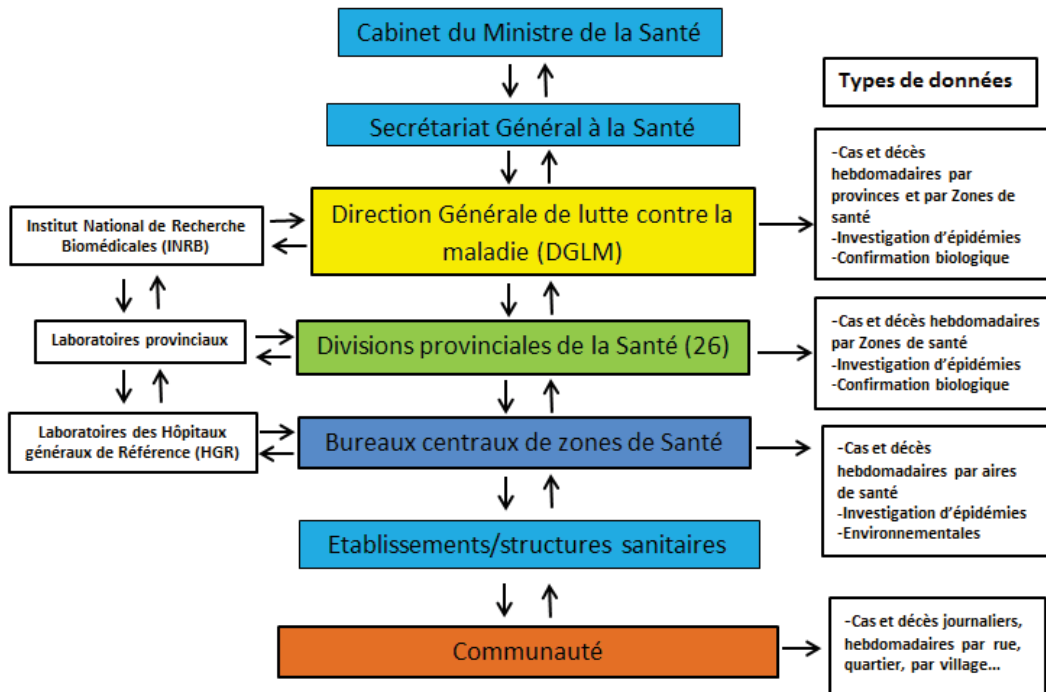 Cabinet du Ministre de la Santé
Types de données
Secrétariat Général à la Santé
-Cas et décès
hebdomadaires par
provinces et par Zones de
santé
-Investigation d'épidémies
-Confirmation biologique
Institut National de Recherche
Biomédicales (INRB)
Direction Générale de lutte contre la
maladie (DGLM)
Laboratoires provinciaux
Divisions provinciales de la Santé (26)
-Cas et décès hebdomadaires
par Zones de santé
-Investigation d'épidémies
-Confirmation biologique
Laboratoires des Hôpitaux
généraux de Référence (HGR)
Bureaux centraux de zones de Santé
-Cas et décès
hebdomadaires par aires
de santé
-Investigation d'épidémies
-Environnementales
Etablissements/structures sanitaires
Communauté
-Cas et décès journaliers,
hebdomadaires par rue,
quartier, par village...